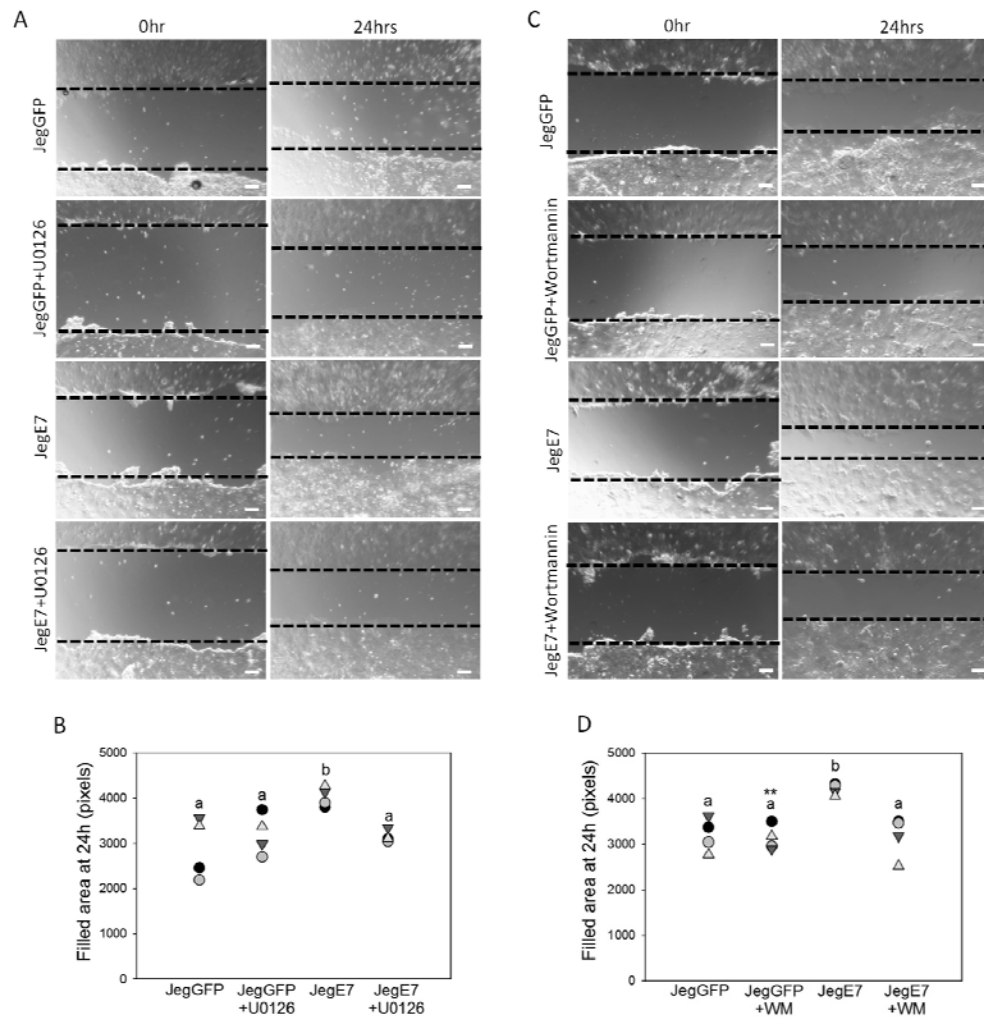 A
0hr
24hrs
JegGFP
JegGFP+U0126
JegE7
JegE7+U0126
C
0hr
24hrs
JegGFP
JegGFP+Wortmannin
JegE7
JegE7+Wortmannin
B
Filled area at 24h (pixels)
5000
4000
3000
2000
1000
0
a
a
b
a
JegGFP
JegGFP
+U0126
JegE7
JegE7
+U0126
D
Filled area at 24h (pixels)
5000
4000
3000
2000
1000
0
a
**
a
b
a
JegGFP
JegGFP
+WM
JegE7
JegE7
+WM